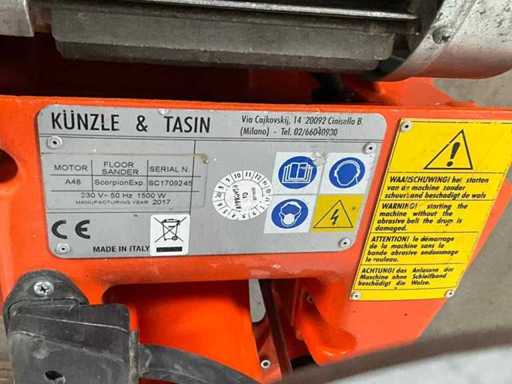 KÜNZLE & TASIN
Via Cajkovskij, 14 20092 Cinisello B.
(Milano) - Tel. 02/66040930
MOTOR
FLOOR SANDER
SERIAL N.
A48
ScorpionExp
SC1709245
230 V~ 50 Hz 1500 W
MANUFACTURING YEAR 2017
CE
MADE IN ITALY
WAARSCHUWING! het starten
van de machine zonder
schuurband beschadigt de wals
WARNING! starting the
machine without the
abrasive belt the drum is
damaged.
ATTENTION! le démarrage
de la machine sans la
bande abrasive endommage
le rouleau.
ACHTUNG! das Anlassen der
Maschine ohne Schleifband
beschädigt die Walze.